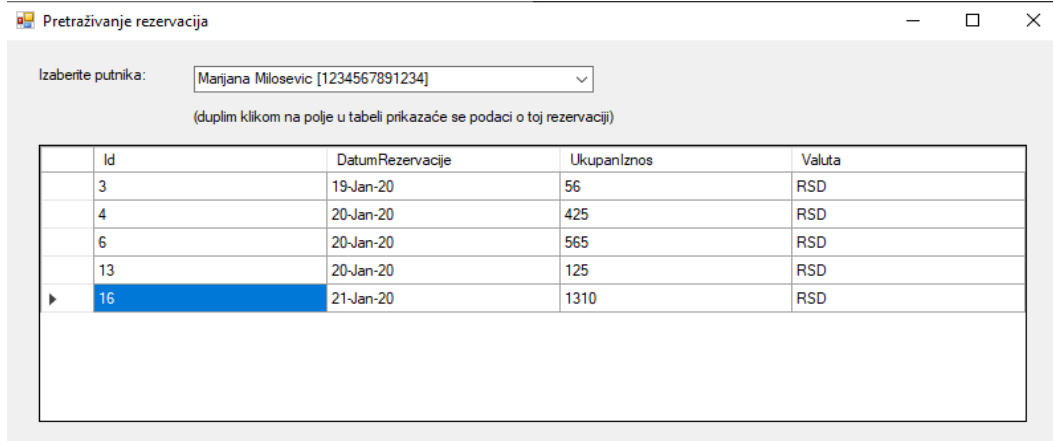 Pretraživanje rezervacija
Izaberite putnika: Marijana Milosevic [1234567891234]
(duplim klikom na polje u tabeli prikazaće se podaci o toj rezervaciji)
Id DatumRezervacije UkupanIznos Valuta
3 19-Jan-20 56 RSD
4 20-Jan-20 425 RSD
6 20-Jan-20 565 RSD
13 20-Jan-20 125 RSD
16 21-Jan-20 1310 RSD